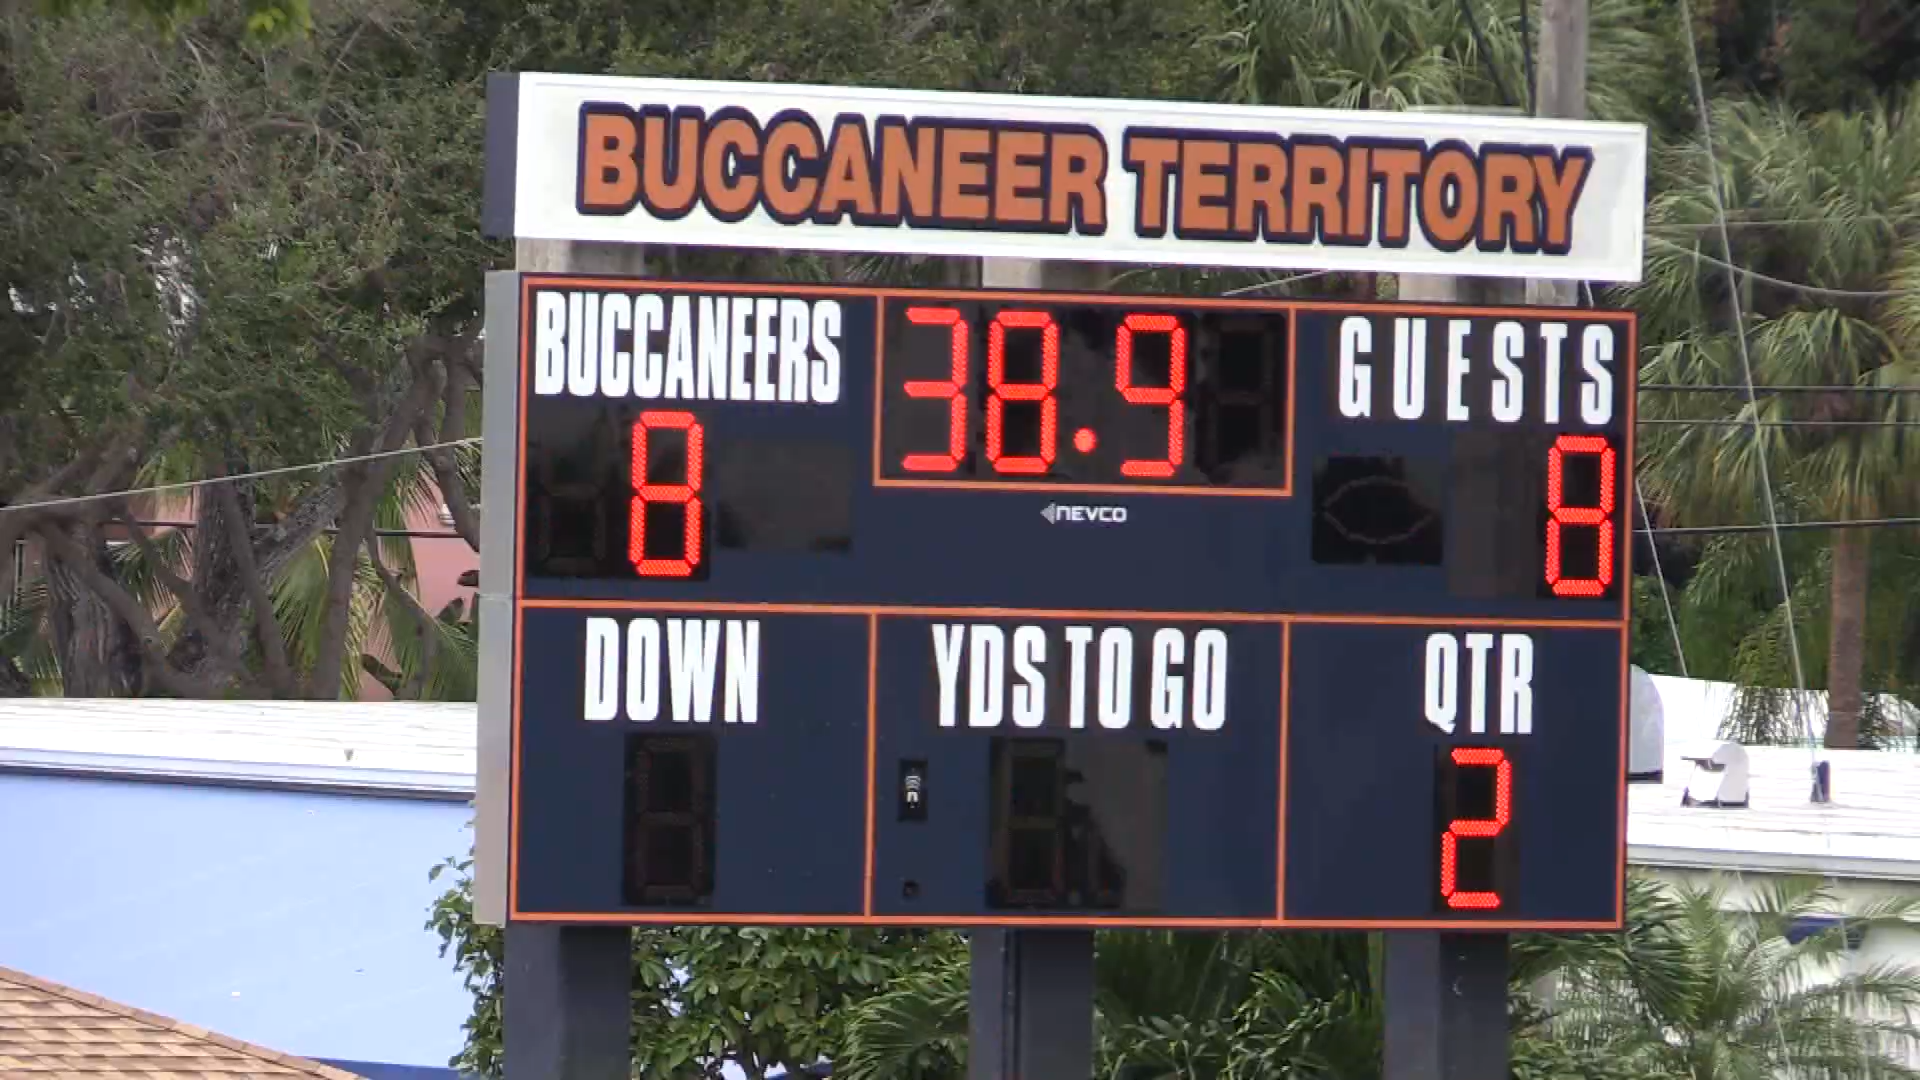 BUCCANEER TERRITORY
BUCCANEERS 38.9 GUESTS
8 8
NEVCO
DOWN YDS TO GO QTR
2